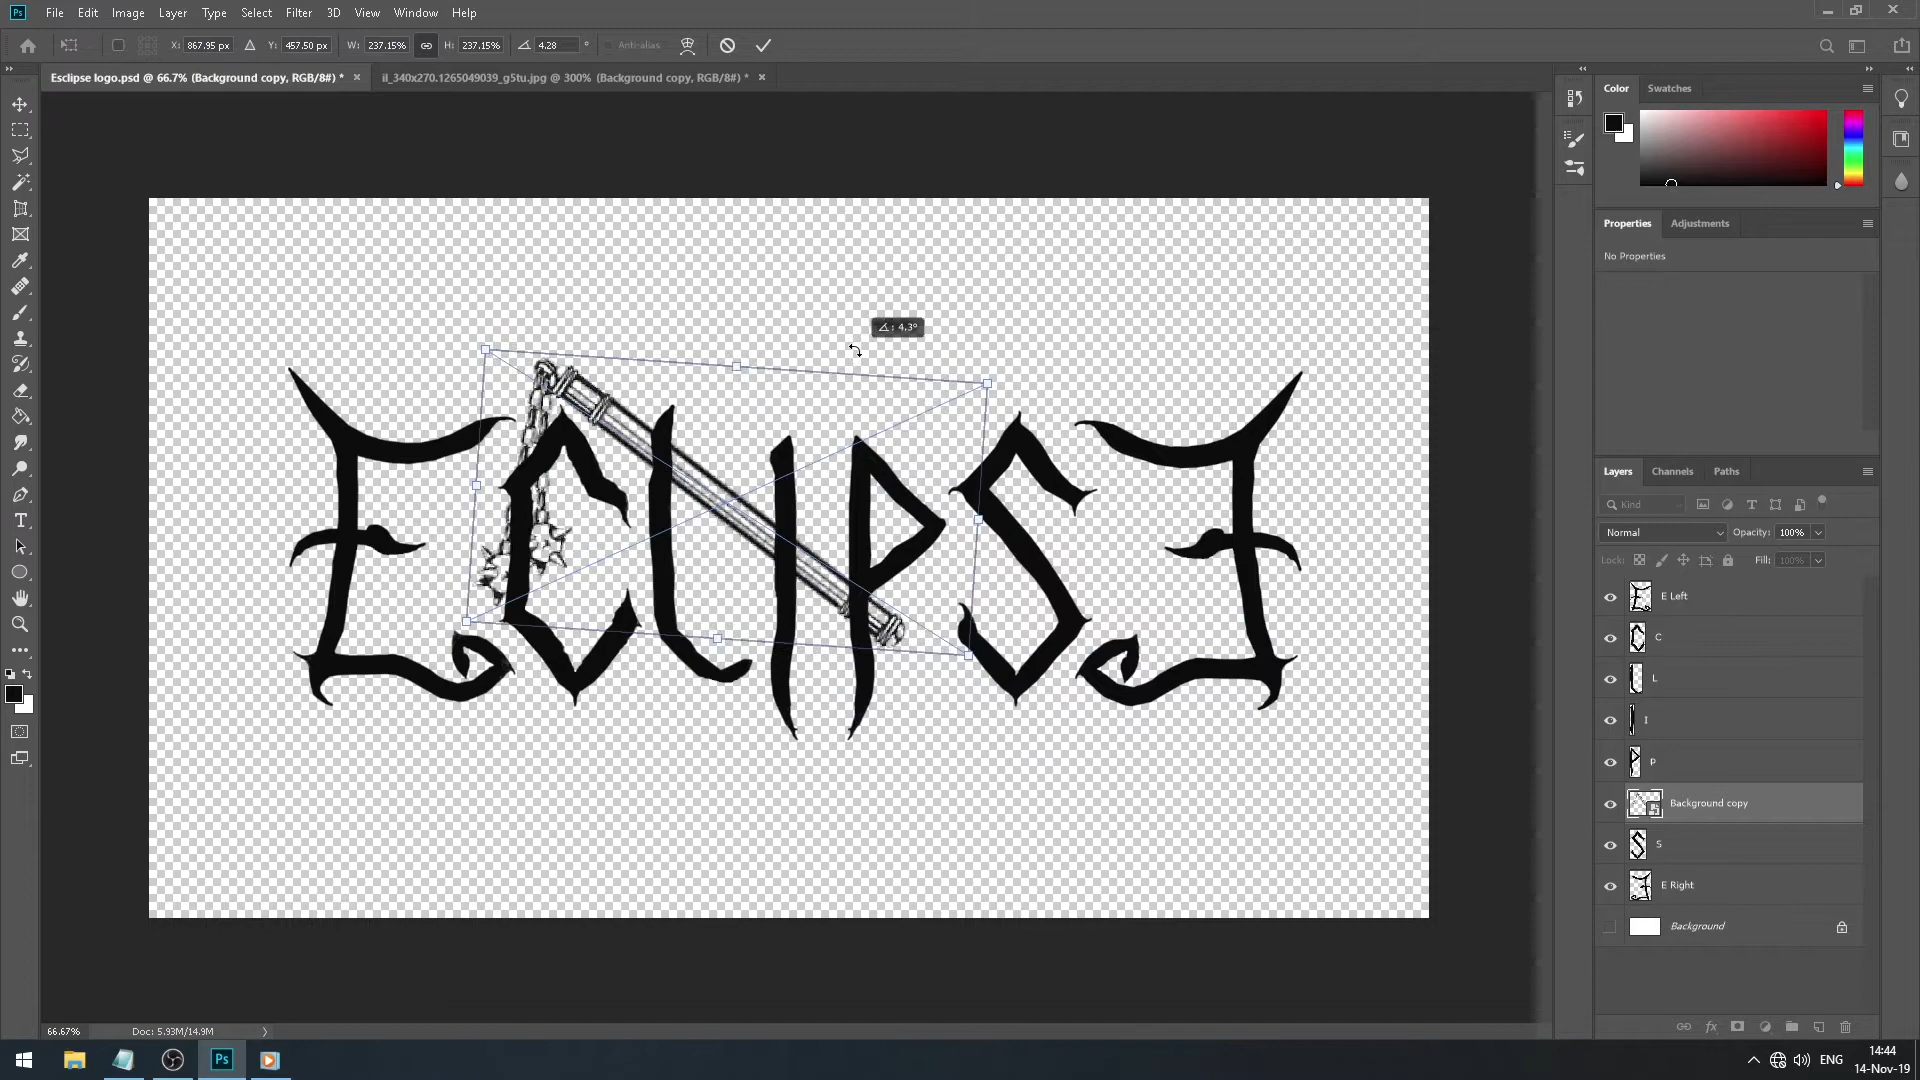 Ps File Edit Image Layer Type Select Filter 3D View Window Help
X: 867.95 px Y: 457.50 px W: 237.15% H: 237.15% 4.28 ° Anti-alias
Esclipse logo.psd @ 66.7% (Background copy, RGB/8#) * × il_340x270.1265049039_g5tu.jpg @ 300% (Background copy, RGB/8#) * ×
Color Swatches
Properties Adjustments
No Properties
4.3°
ECLIPSE
T
Layers Channels Paths
Kind T
Normal Opacity: 100%
Lock: Fill: 100%
E Left
C
L
I
P
Background copy
S
E Right
Background
fx
66.67% Doc: 5.93M/14.9M
Ps ENG 14:44
14-Nov-19